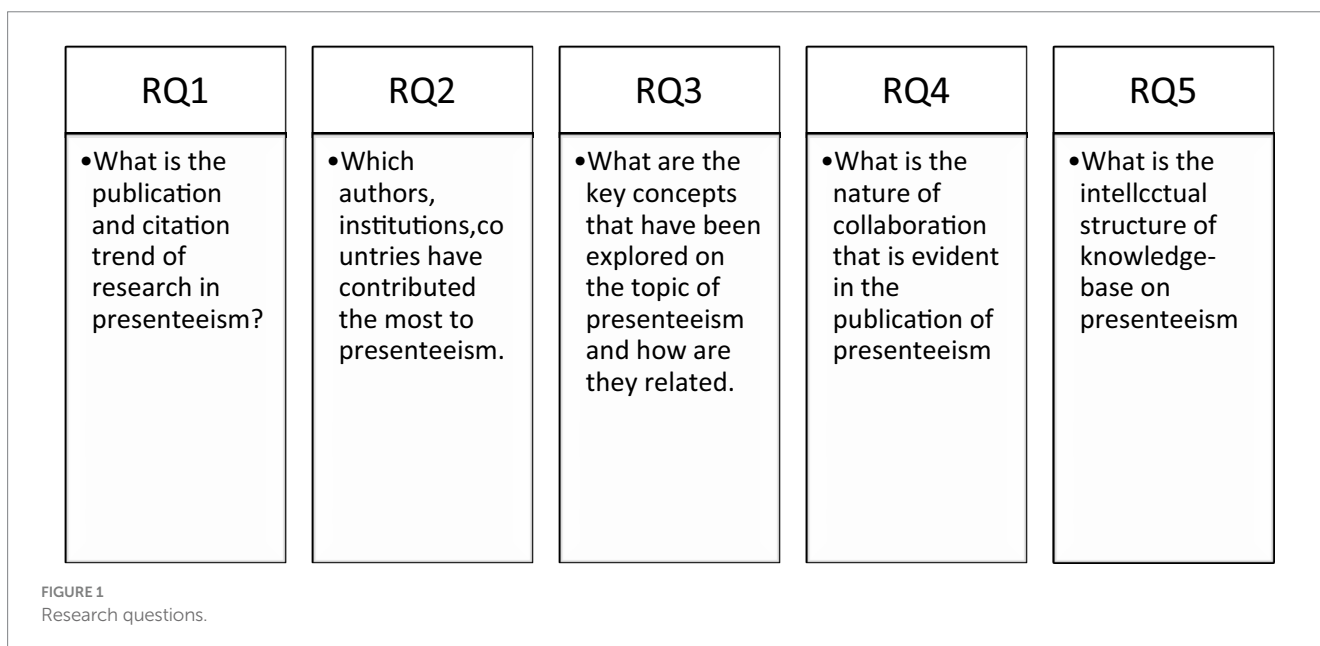 RQ1
•What is the
publication
and citation
trend of
research in
presenteeism?
RQ2
•Which
authors,
institutions,co
untries have
contributed
the most to
presenteeism.
RQ3
•What are the
key concepts
that have been
explored on
the topic of
presenteeism
and how are
they related.
RQ4
•What is the
nature of
collaboration
that is evident
in the
publication of
presenteeism
RQ5
•What is the
intellcctual
structure of
knowledge-
base on
presenteeism
FIGURE 1
Research questions.